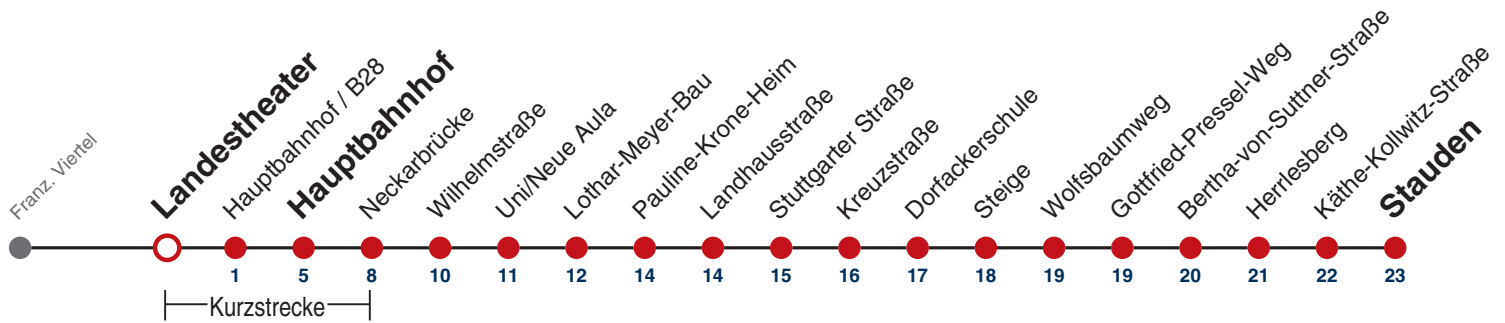 Franz. Viertel
Landestheater
Hauptbahnhof / B28
Hauptbahnhof
Neckarbrücke
Wilhelmstraße
Uni/Neue Aula
Lothar-Meyer-Bau
Pauline-Krone-Heim
Landhausstraße
Stuttgarter Straße
Kreuzstraße
Dorfackerschule
Steige
Wolfsbaumweg
Gottfried-Pressel-Weg
Bertha-von-Suttner-Straße
Herrlesberg
Käthe-Kollwitz-Straße
Stauden
1 5 8 10 11 12 14 14 15 16 17 18 19 19 20 21 22 23
Kurzstrecke